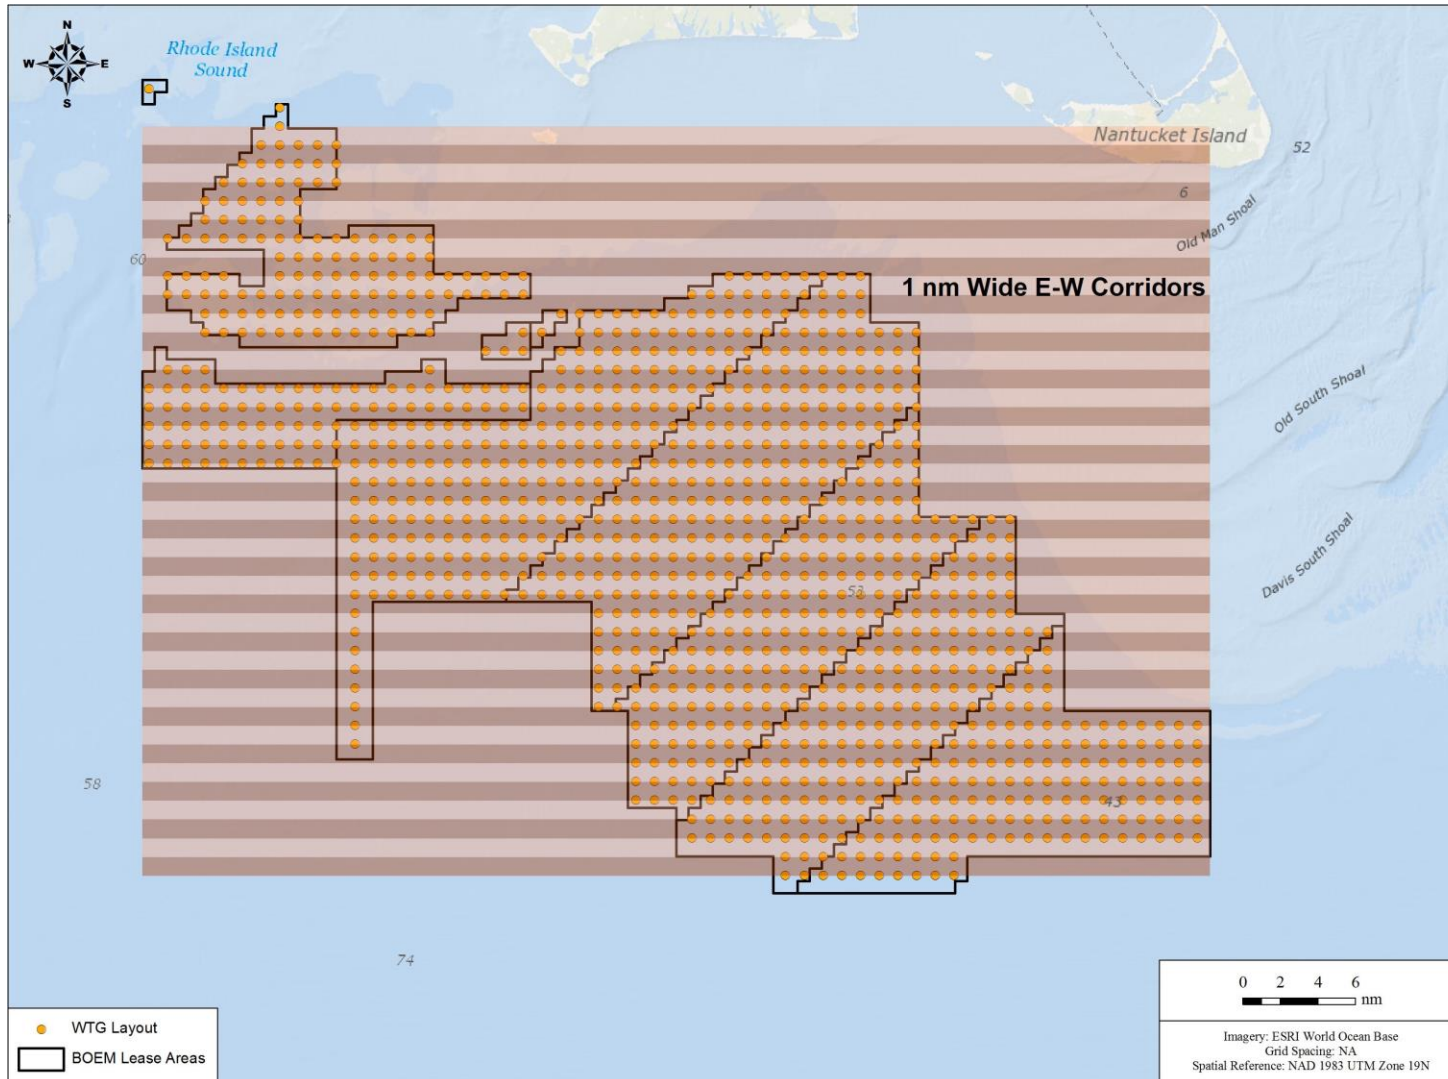 N
W E
S
Rhode Island
Sound
Nantucket Island
52
6
Old Man Shoal
60
1 nm Wide E-W Corridors
Old South Shoal
Davis South Shoal
53
58
43
74
WTG Layout
BOEM Lease Areas
0 2 4 6
nm
Imagery: ESRI World Ocean Base
Grid Spacing: NA
Spatial Reference: NAD 1983 UTM Zone 19N